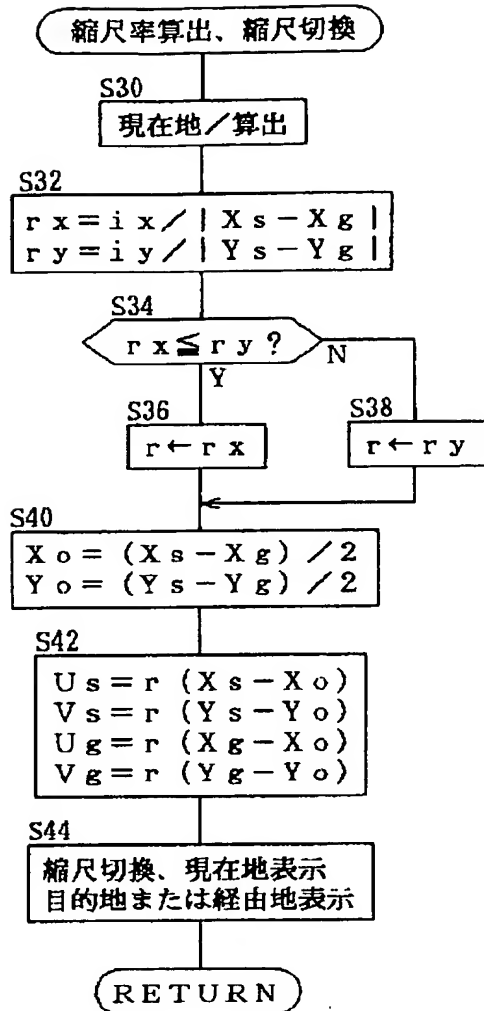 縮尺率算出、縮尺切換
S30
現在地／算出
S32
rx＝ix／|Xs－Xg|
ry＝iy／|Ys－Yg|
S34
rx≦ry?
N
Y
S36
r←rx
S38
r←ry
S40
Xo＝(Xs－Xg)／2
Yo＝(Ys－Yg)／2
S42
Us＝r(Xs－Xo)
Vs＝r(Ys－Yo)
Ug＝r(Xg－Xo)
Vg＝r(Yg－Yo)
S44
縮尺切換、現在地表示
目的地または経由地表示
RETURN